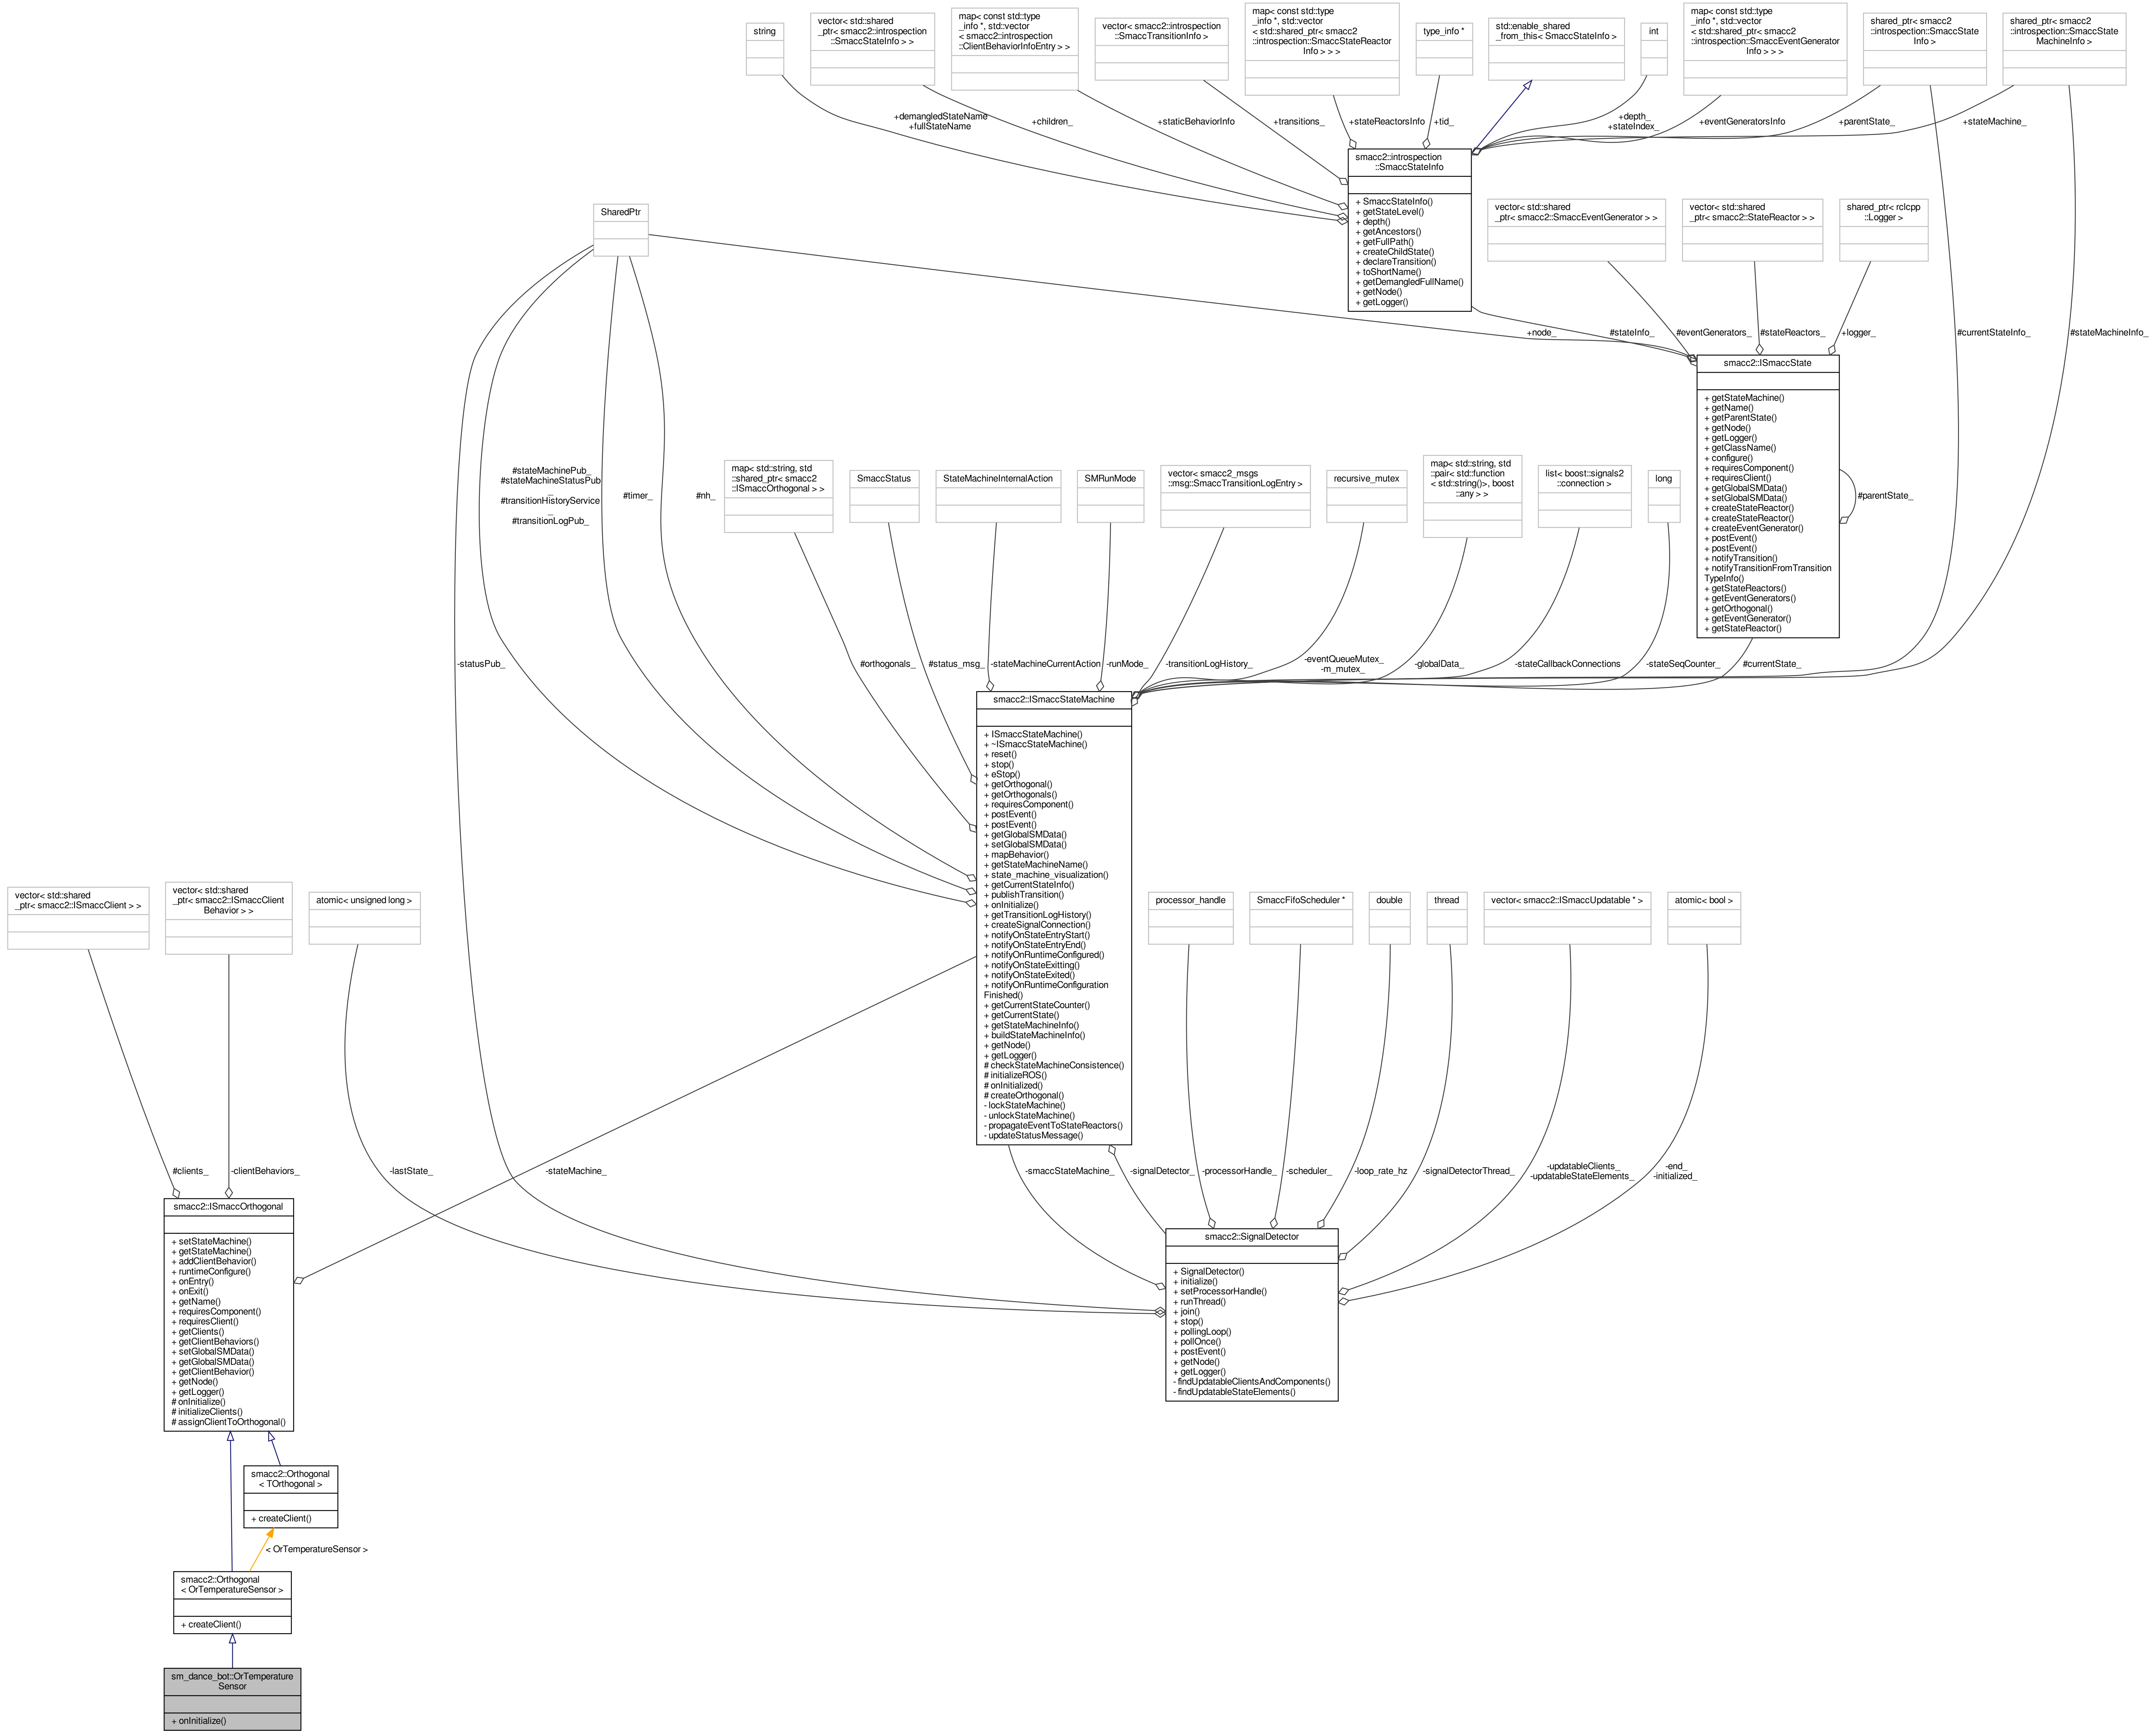 string
vector< std::shared
_ptr< smacc2::introspection
::SmaccStateInfo > >
map< const std::type
_info *, std::vector
< smacc2::introspection
::ClientBehaviorInfoEntry > >
vector< smacc2::introspection
::SmaccTransitionInfo >
map< const std::type
_info *, std::vector
< std::shared_ptr< smacc2
::introspection::SmaccStateReactor
Info > > >
type_info *
std::enable_shared
_from_this< SmaccStateInfo >
int
map< const std::type
_info *, std::vector
< std::shared_ptr< smacc2
::introspection::SmaccEventGenerator
Info > > >
shared_ptr< smacc2
::introspection::SmaccState
Info >
shared_ptr< smacc2
::introspection::SmaccState
MachineInfo >
+demangledStateName
+fullStateName
+children_
+staticBehaviorInfo
+transitions_
+stateReactorsInfo
+tid_
+depth_
+stateIndex_
+eventGeneratorsInfo
+parentState_
+stateMachine_
smacc2::introspection
::SmaccStateInfo
+ SmaccStateInfo()
+ getStateLevel()
+ depth()
+ getAncestors()
+ getFullPath()
+ createChildState()
+ declareTransition()
+ toShortName()
+ getDemangledFullName()
+ getNode()
+ getLogger()
SharedPtr
vector< std::shared
_ptr< smacc2::SmaccEventGenerator > >
vector< std::shared
_ptr< smacc2::StateReactor > >
shared_ptr< rclcpp
::Logger >
+node_
#stateInfo_
#eventGenerators_
#stateReactors_
+logger_
#currentStateInfo_
#stateMachineInfo_
smacc2::ISmaccState
+ getStateMachine()
+ getName()
+ getParentState()
+ getNode()
+ getLogger()
+ getClassName()
+ configure()
+ requiresComponent()
+ requiresClient()
+ getGlobalSMData()
+ setGlobalSMData()
+ createStateReactor()
+ createStateReactor()
+ createEventGenerator()
+ postEvent()
+ postEvent()
+ notifyTransition()
+ notifyTransitionFromTransition
TypeInfo()
+ getStateReactors()
+ getEventGenerators()
+ getOrthogonal()
+ getEventGenerator()
+ getStateReactor()
#parentState_
#stateMachinePub_
#stateMachineStatusPub
_
#transitionHistoryService
_
#transitionLogPub_
#timer_
#nh_
map< std::string, std
::shared_ptr< smacc2
::ISmaccOrthogonal > >
SmaccStatus
StateMachineInternalAction
SMRunMode
vector< smacc2_msgs
::msg::SmaccTransitionLogEntry >
recursive_mutex
map< std::string, std
::pair< std::function
< std::string()>, boost
::any > >
list< boost::signals2
::connection >
long
-statusPub_
#orthogonals_
#status_msg_
-stateMachineCurrentAction
-runMode_
-transitionLogHistory_
-eventQueueMutex_
-m_mutex_
-globalData_
-stateCallbackConnections
-stateSeqCounter_
#currentState_
smacc2::ISmaccStateMachine
+ ISmaccStateMachine()
+ ~ISmaccStateMachine()
+ reset()
+ stop()
+ eStop()
+ getOrthogonal()
+ getOrthogonals()
+ requiresComponent()
+ postEvent()
+ postEvent()
+ getGlobalSMData()
+ setGlobalSMData()
+ mapBehavior()
+ getStateMachineName()
+ state_machine_visualization()
+ getCurrentStateInfo()
+ publishTransition()
+ onInitialize()
+ getTransitionLogHistory()
+ createSignalConnection()
+ notifyOnStateEntryStart()
+ notifyOnStateEntryEnd()
+ notifyOnRuntimeConfigured()
+ notifyOnStateExitting()
+ notifyOnStateExited()
+ notifyOnRuntimeConfiguration
Finished()
+ getCurrentStateCounter()
+ getCurrentState()
+ getStateMachineInfo()
+ buildStateMachineInfo()
+ getNode()
+ getLogger()
# checkStateMachineConsistence()
# initializeROS()
# onInitialized()
# createOrthogonal()
- lockStateMachine()
- unlockStateMachine()
- propagateEventToStateReactors()
- updateStatusMessage()
vector< std::shared
_ptr< smacc2::ISmaccClient > >
vector< std::shared
_ptr< smacc2::ISmaccClient
Behavior > >
atomic< unsigned long >
processor_handle
SmaccFifoScheduler *
double
thread
vector< smacc2::ISmaccUpdatable * >
atomic< bool >
#clients_
-clientBehaviors_
-lastState_
-stateMachine_
-smaccStateMachine_
-signalDetector_
-processorHandle_
-scheduler_
-loop_rate_hz
-signalDetectorThread_
-updatableClients_
-updatableStateElements_
-end_
-initialized_
smacc2::ISmaccOrthogonal
+ setStateMachine()
+ getStateMachine()
+ addClientBehavior()
+ runtimeConfigure()
+ onEntry()
+ onExit()
+ getName()
+ requiresComponent()
+ requiresClient()
+ getClients()
+ getClientBehaviors()
+ setGlobalSMData()
+ getGlobalSMData()
+ getClientBehavior()
+ getNode()
+ getLogger()
# onInitialize()
# initializeClients()
# assignClientToOrthogonal()
smacc2::SignalDetector
+ SignalDetector()
+ initialize()
+ setProcessorHandle()
+ runThread()
+ join()
+ stop()
+ pollingLoop()
+ pollOnce()
+ postEvent()
+ getNode()
+ getLogger()
- findUpdatableClientsAndComponents()
- findUpdatableStateElements()
smacc2::Orthogonal
< TOrthogonal >
+ createClient()
< OrTemperatureSensor >
smacc2::Orthogonal
< OrTemperatureSensor >
+ createClient()
sm_dance_bot::OrTemperature
Sensor
+ onInitialize()